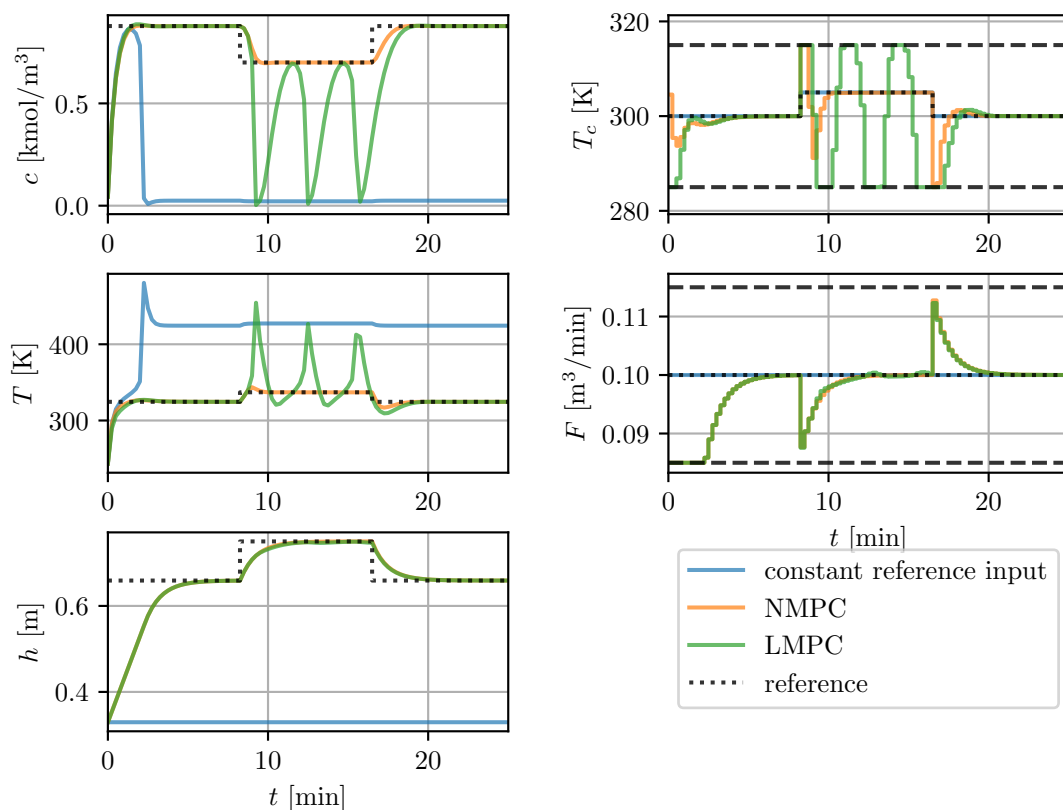 c [kmol/m³]
0.5
0.0
0
10
20
T [K]
400
300
0
10
20
h [m]
0.6
0.4
0
10
20
t [min]
T_c [K]
320
300
280
0
10
20
F [m³/min]
0.11
0.10
0.09
0
10
20
t [min]
constant reference input
NMPC
LMPC
reference